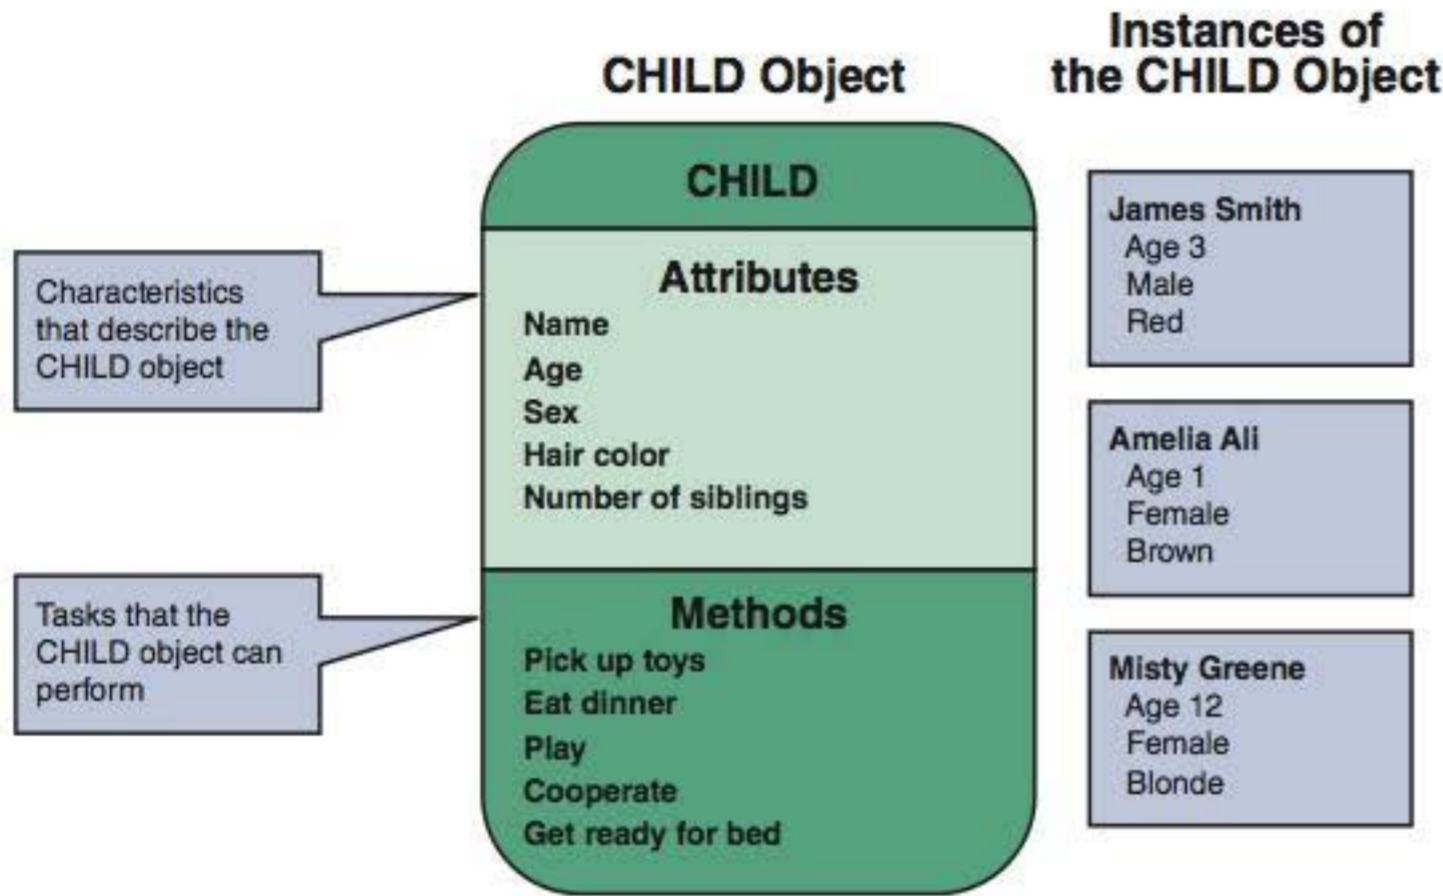 CHILD Object
Instances of
the CHILD Object
CHILD
Attributes
Name
Age
Sex
Hair color
Number of siblings
Methods
Pick up toys
Eat dinner
Play
Cooperate
Get ready for bed
Characteristics
that describe the
CHILD object
Tasks that the
CHILD object can
perform
James Smith
Age 3
Male
Red
Amelia Ali
Age 1
Female
Brown
Misty Greene
Age 12
Female
Blonde